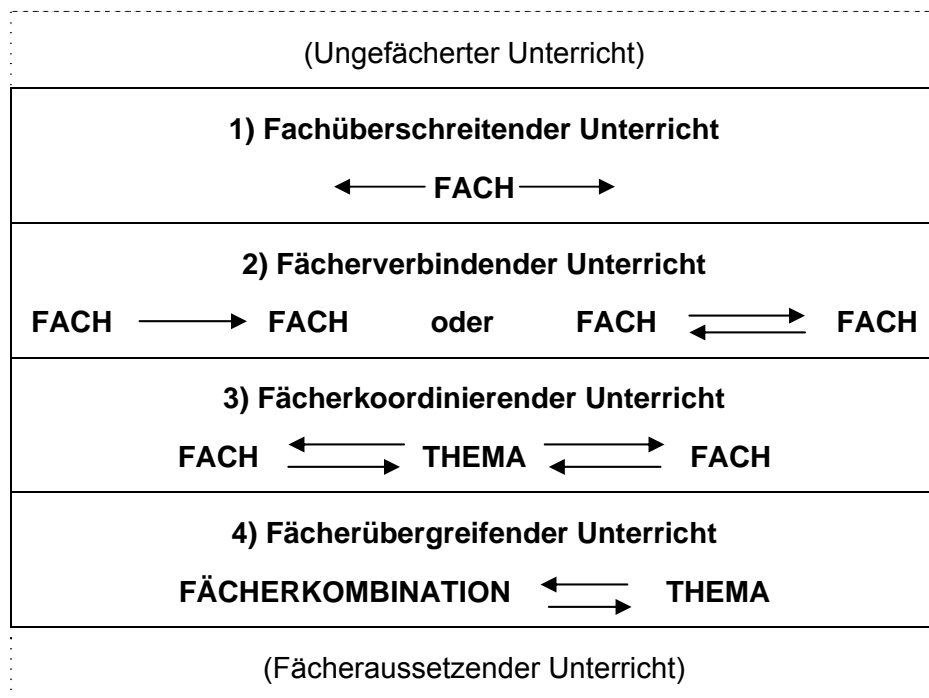 (Ungefächerter Unterricht)
1) Fachüberschreitender Unterricht
FACH
2) Fächerverbindender Unterricht
FACH FACH oder FACH FACH
3) Fächerkoordinierender Unterricht
FACH THEMA FACH
4) Fächerübergreifender Unterricht
FÄCHERKOMBINATION THEMA
(Fächeraussetzender Unterricht)